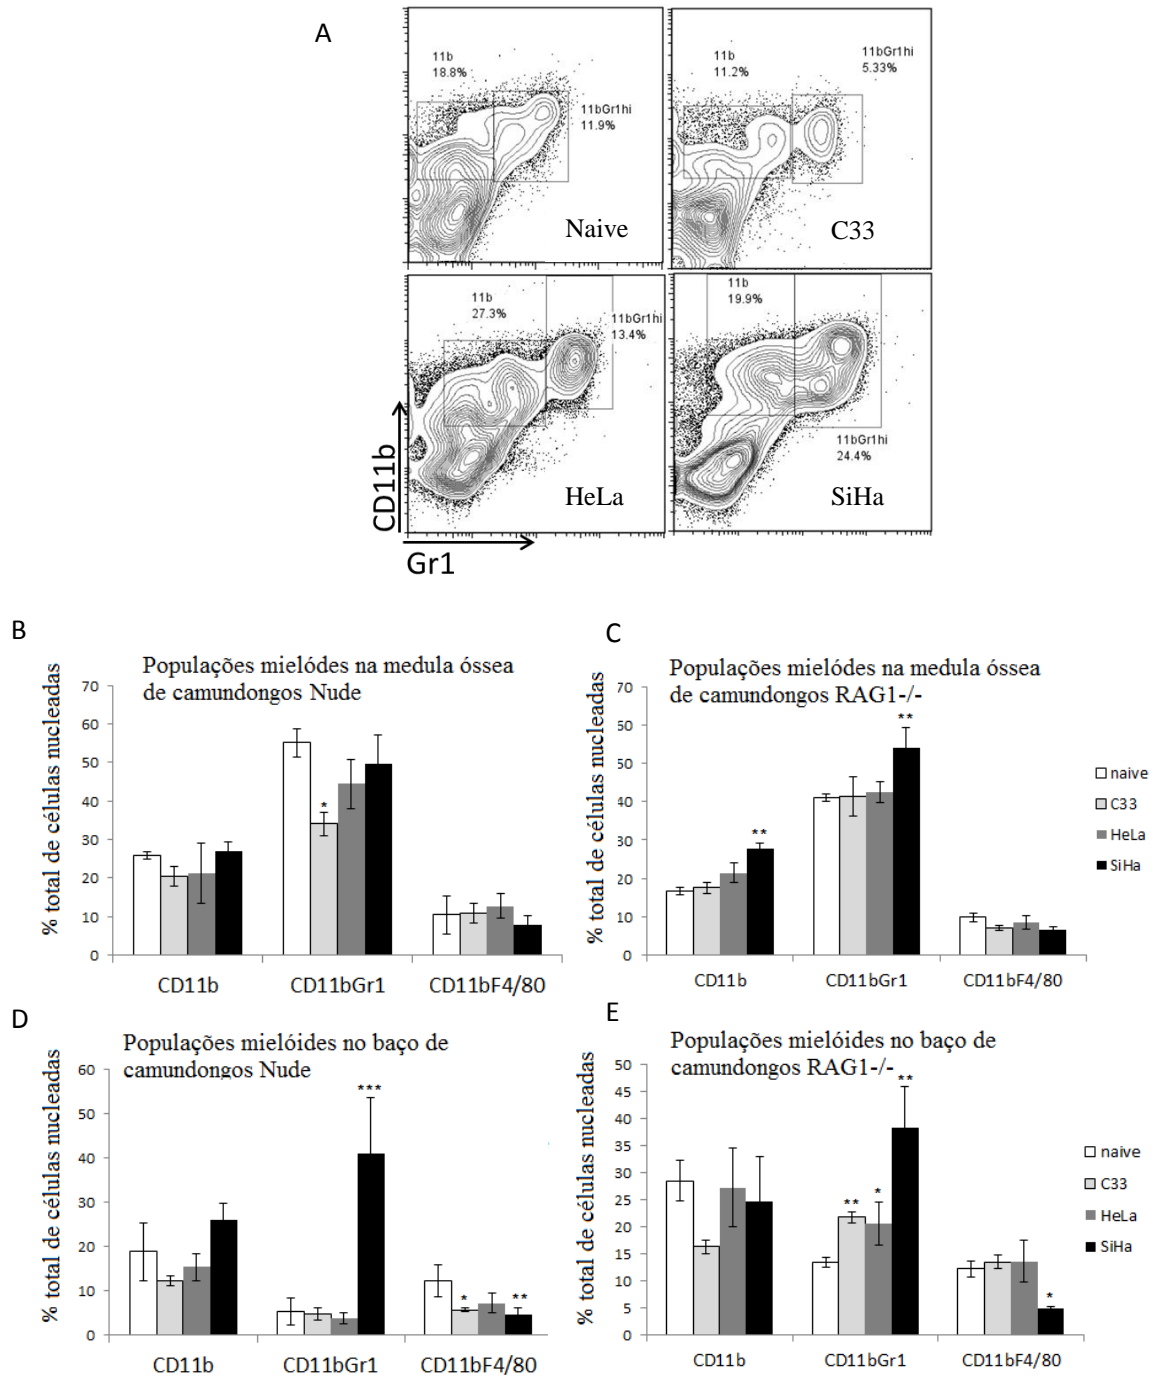 A
11b
18.8%
11bGr1hi
11.9%
Naive
11b
11.2%
11bGr1hi
5.33%
C33
11b
27.3%
11bGr1hi
13.4%
HeLa
11b
19.9%
11bGr1hi
24.4%
SiHa
CD11b
Gr1
B
Populações mielódes na medula óssea
de camundongos Nude
% total de células nucleadas
70
60
50
40
30
20
10
0
*
CD11b
CD11bGr1
CD11bF4/80
C
Populações mielódes na medula óssea
de camundongos RAG1-/-
% total de células nucleadas
70
60
50
40
30
20
10
0
**
**
CD11b
CD11bGr1
CD11bF4/80
naive
C33
HeLa
SiHa
D
Populações mielóides no baço de
camundongos Nude
% total de células nucleadas
60
50
40
30
20
10
0
***
*
**
CD11b
CD11bGr1
CD11bF4/80
E
Populações mielóides no baço de
camundongos RAG1-/-
% total de células nucleadas
50
45
40
35
30
25
20
15
10
5
0
**
*
**
*
CD11b
CD11bGr1
CD11bF4/80
naive
C33
HeLa
SiHa